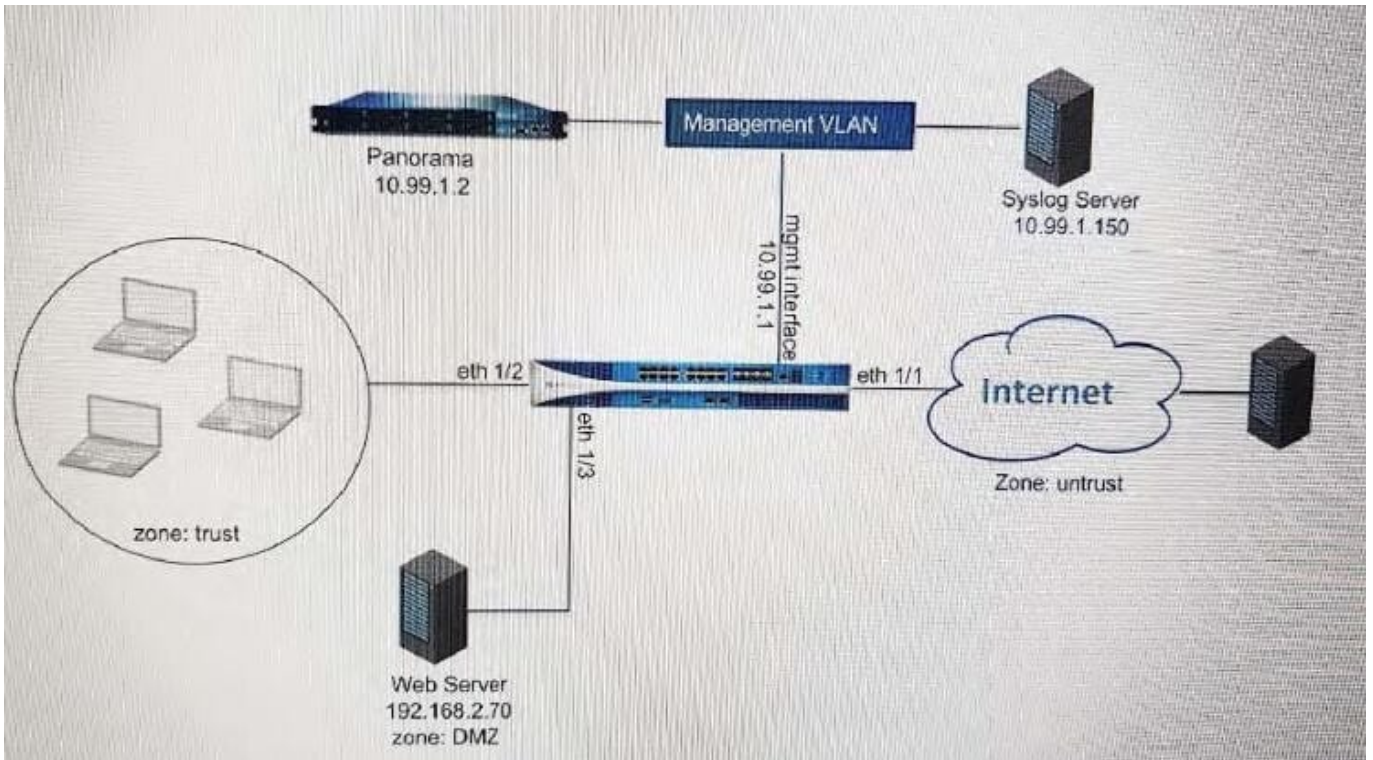 Panorama
10.99.1.2
Management VLAN
Syslog Server
10.99.1.150
mgmt interface
10.99.1.1
eth 1/2
eth 1/1
Internet
Zone: untrust
eth 1/3
zone: trust
Web Server
192.168.2.70
zone: DMZ